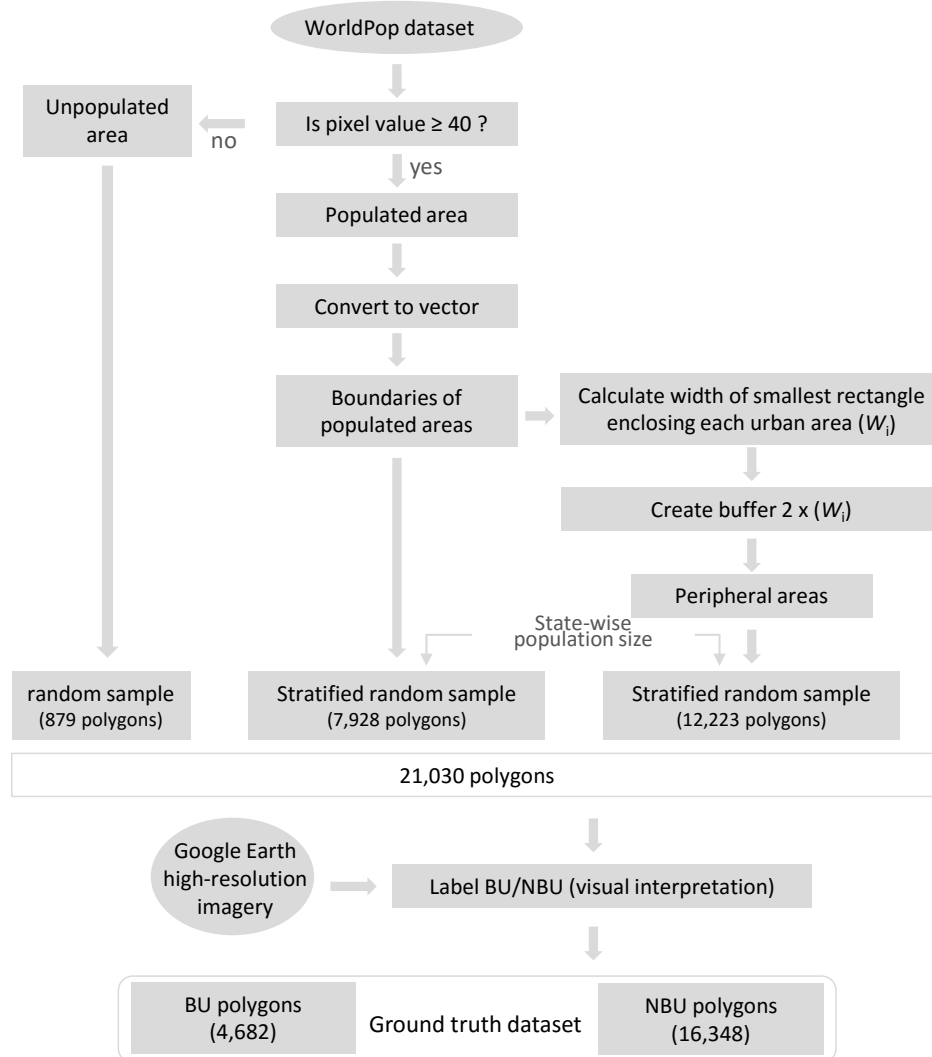 WorldPop dataset
Unpopulated
area
no
Is pixel value ≥ 40 ?
yes
Populated area
Convert to vector
Boundaries of
populated areas
Calculate width of smallest rectangle
enclosing each urban area (Wi)
Create buffer 2 x (Wi)
Peripheral areas
State-wise
population size
random sample
(879 polygons)
Stratified random sample
(7,928 polygons)
Stratified random sample
(12,223 polygons)
21,030 polygons
Google Earth
high-resolution
imagery
Label BU/NBU (visual interpretation)
BU polygons
(4,682)
Ground truth dataset
NBU polygons
(16,348)